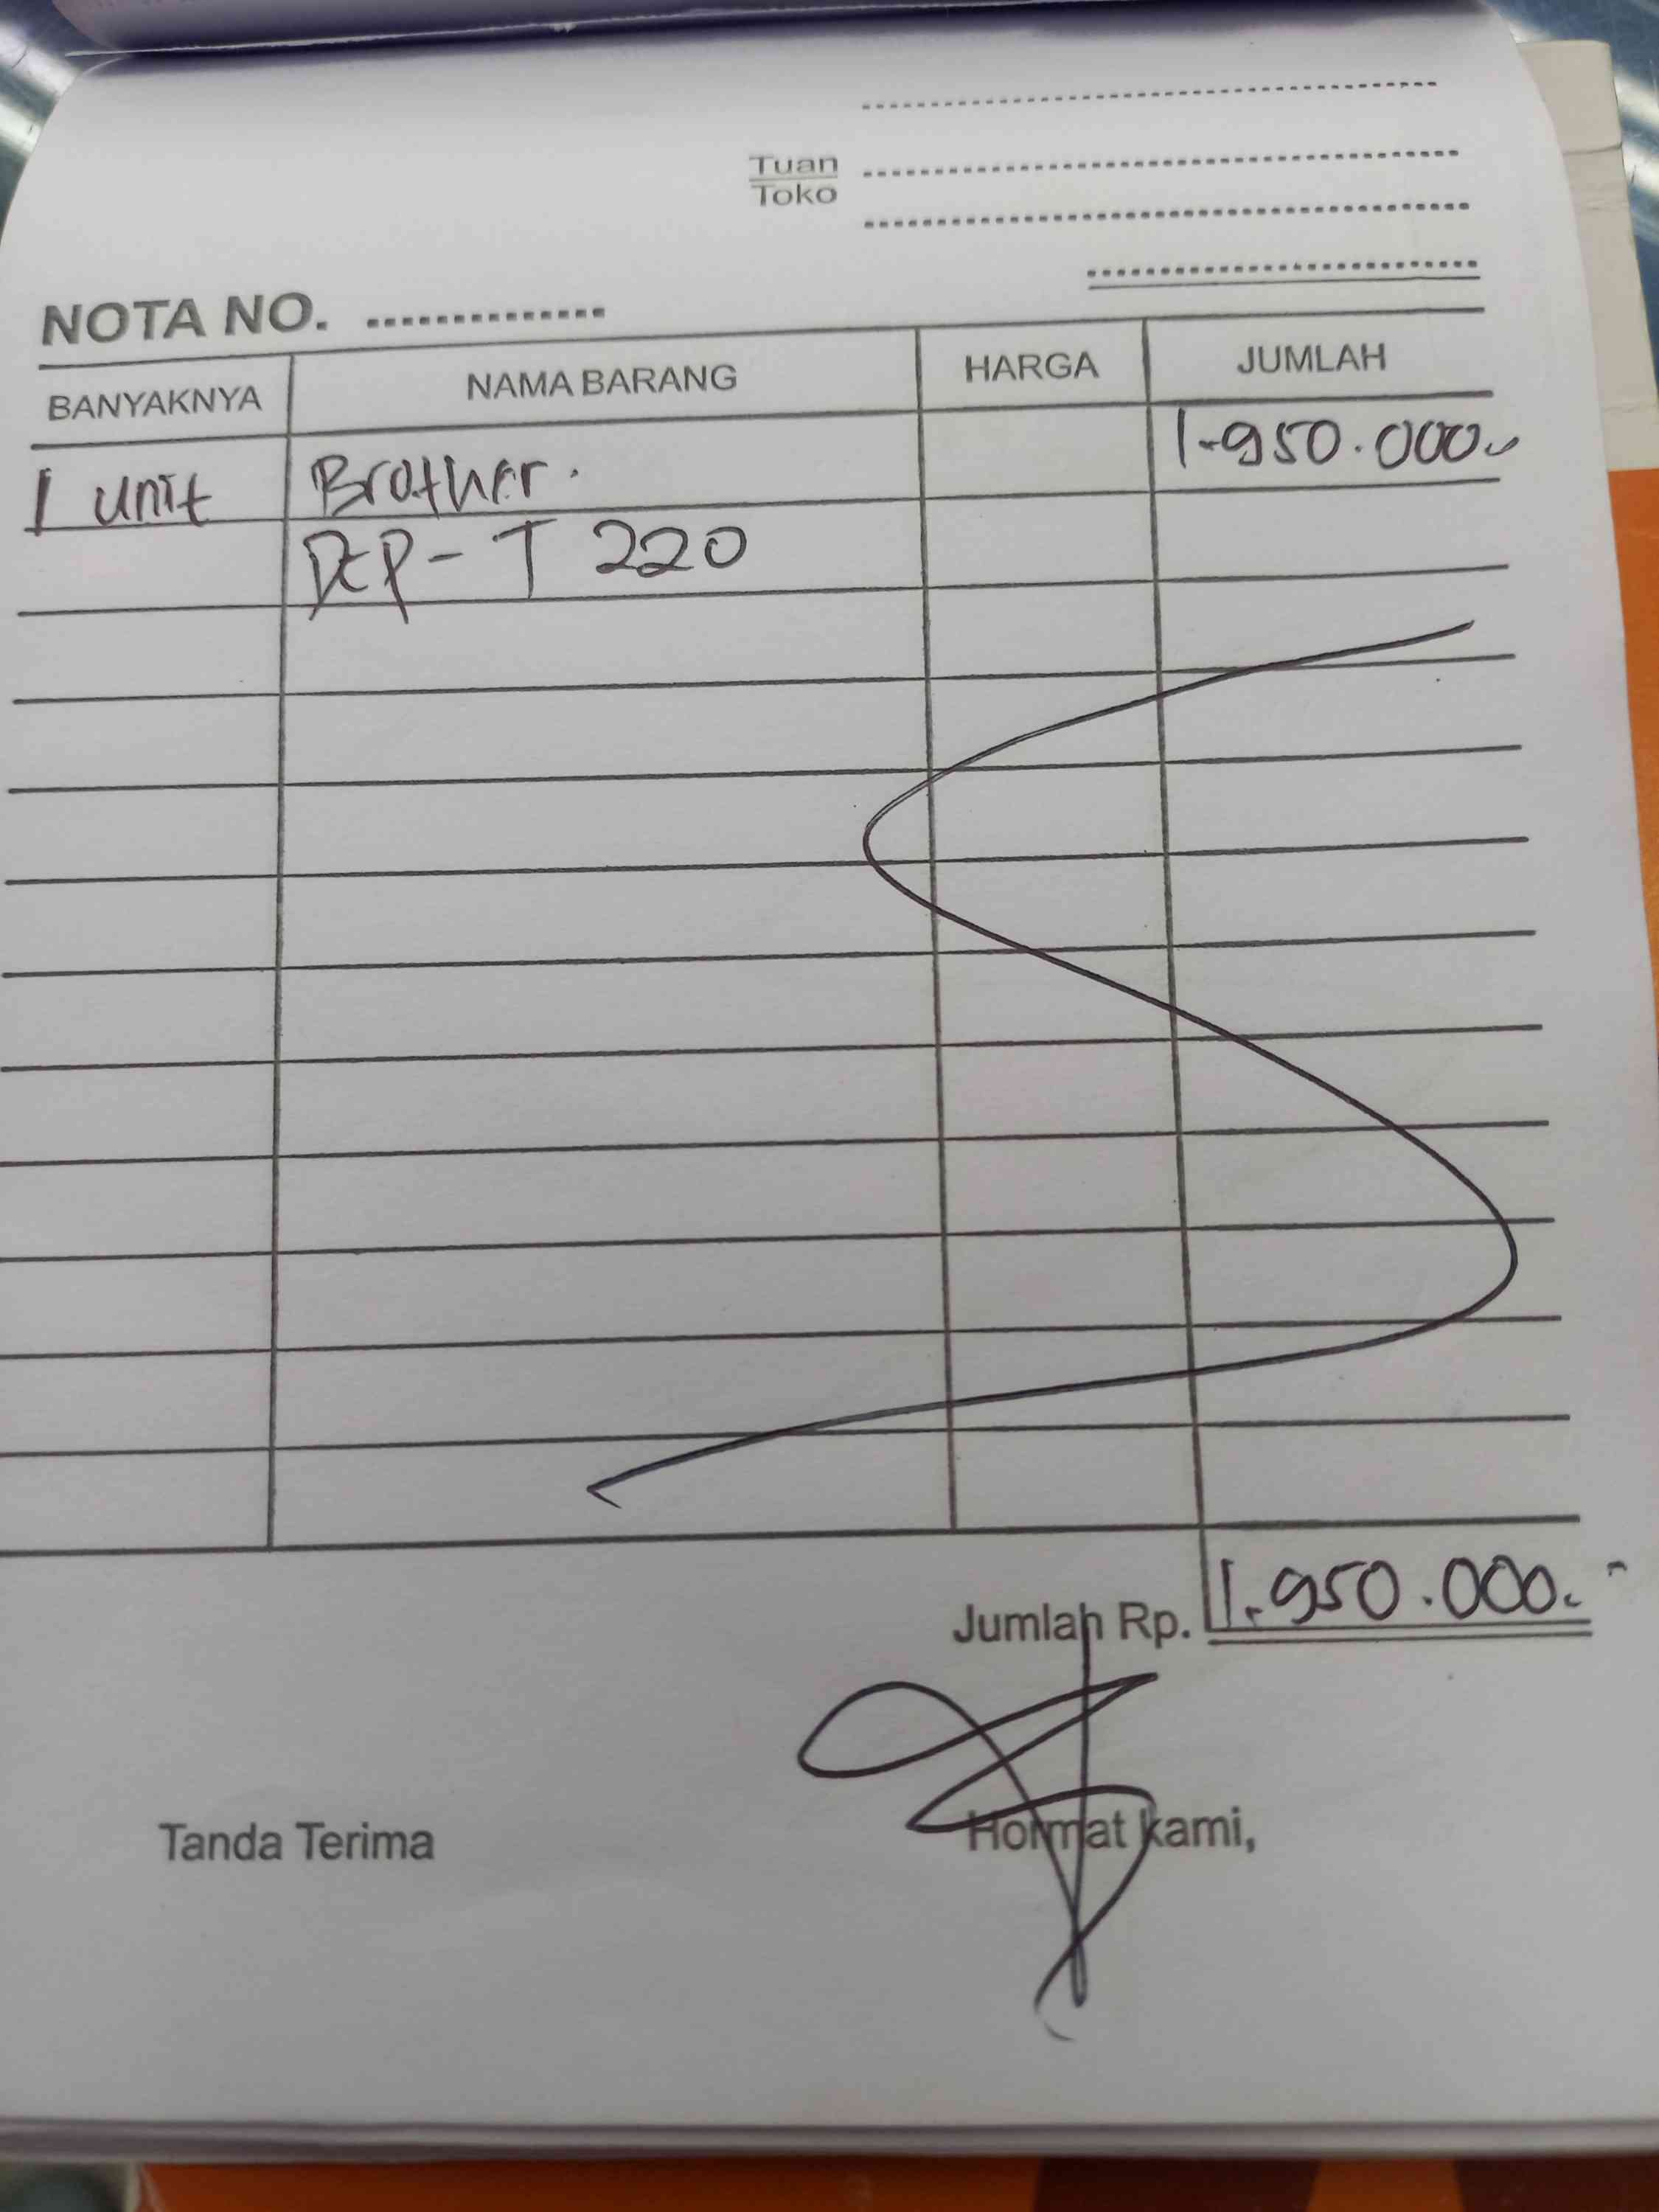 Tuan
Toko
NOTA NO.
BANYAKNYA NAMA BARANG HARGA JUMLAH
1 unit Brother. 1.950.000.-
DCP-T 220
Jumlah Rp. 1.950.000.-
Tanda Terima Hormat kami,